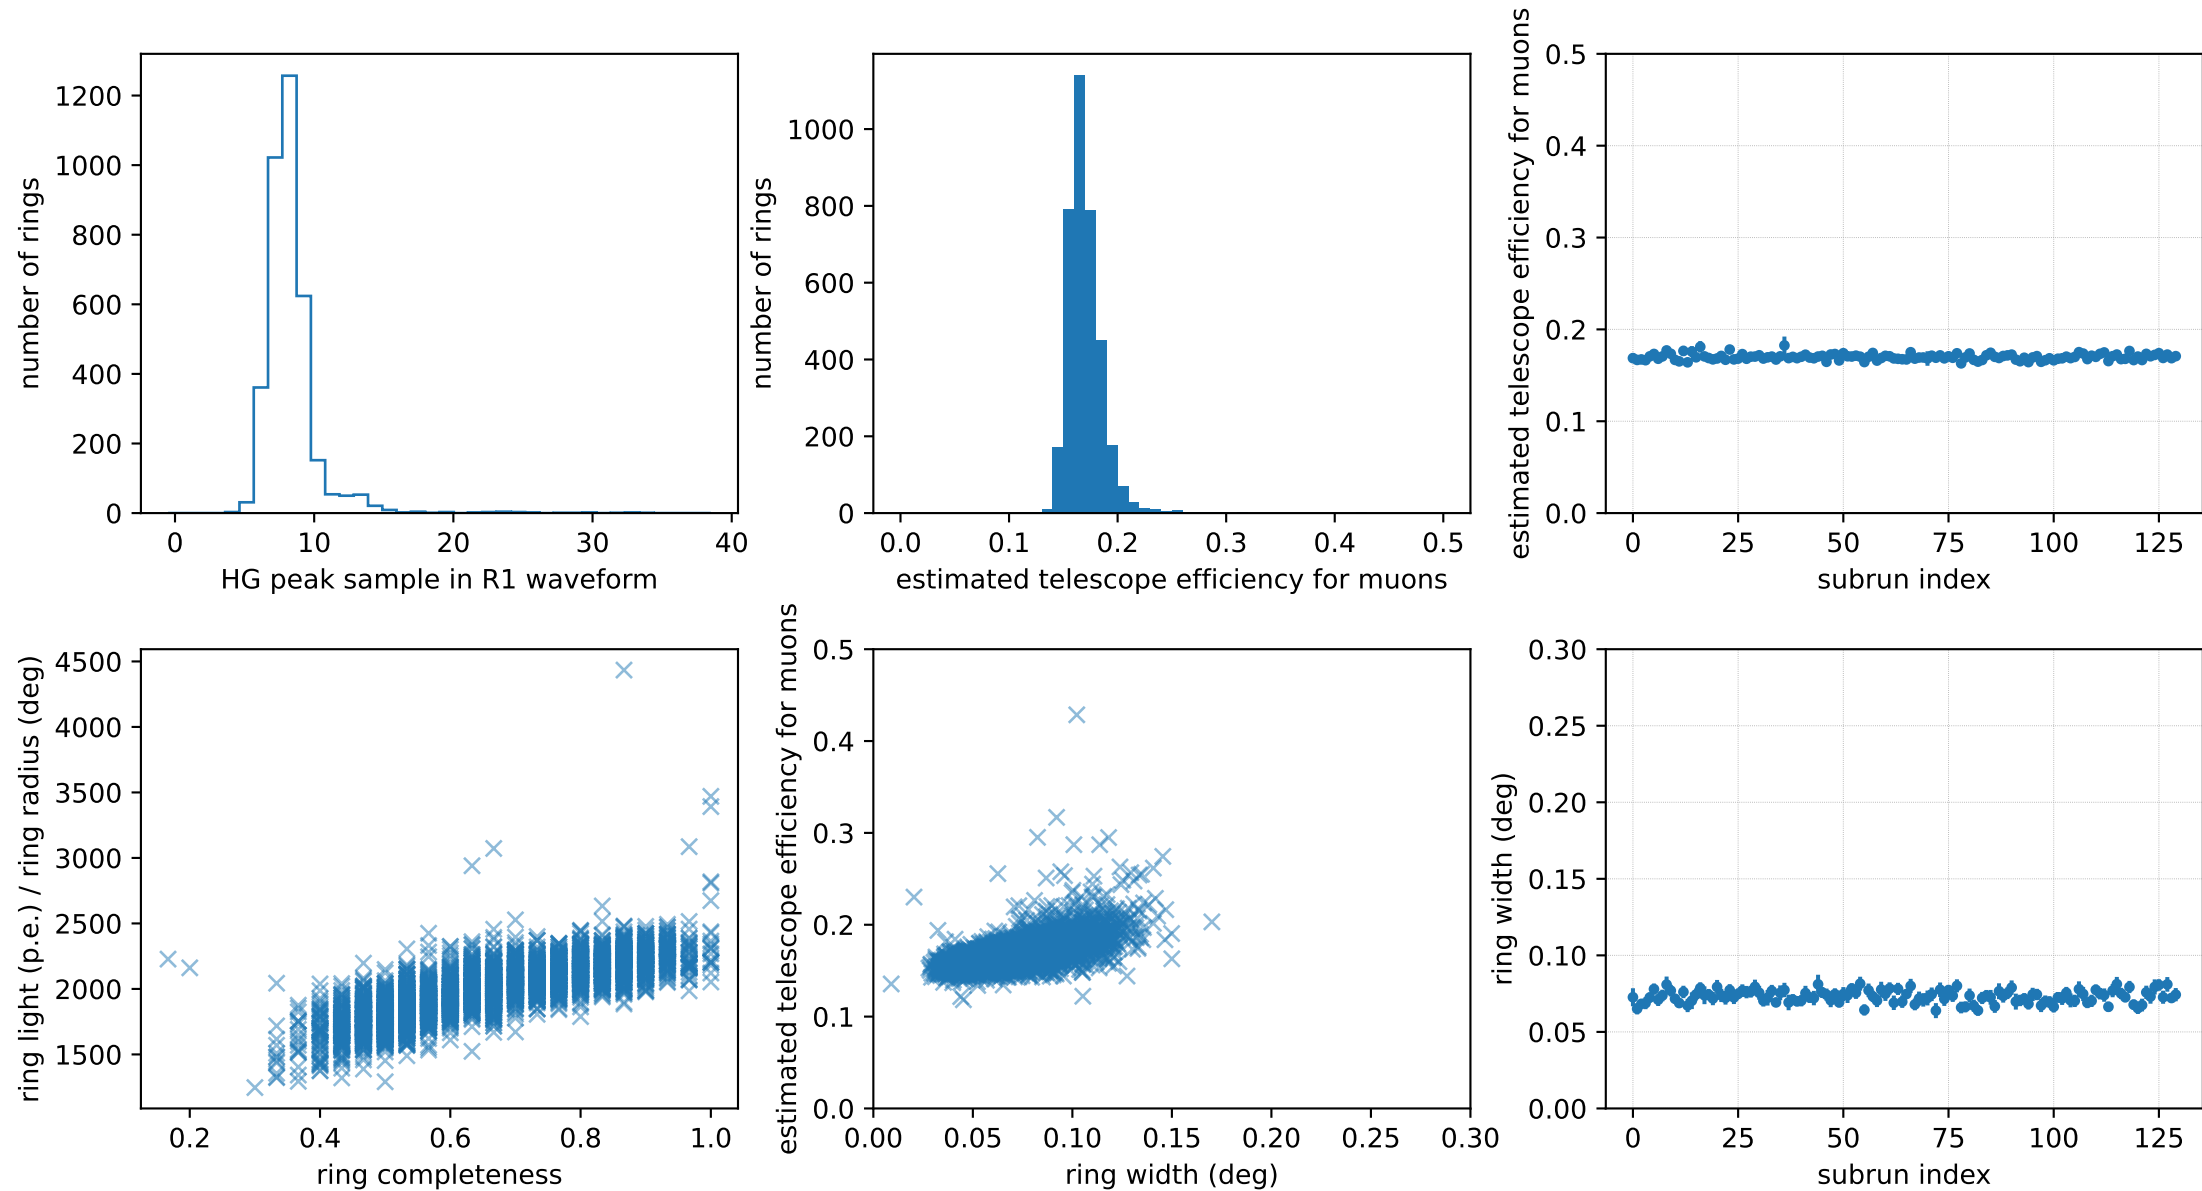 1200
1000
800
600
400
200
0
number of rings
0 10 20 30 40
HG peak sample in R1 waveform
1000
800
600
400
200
0
number of rings
0.0 0.1 0.2 0.3 0.4 0.5
estimated telescope efficiency for muons
0.5
0.4
0.3
0.2
0.1
0.0
estimated telescope efficiency for muons
0 25 50 75 100 125
subrun index
4500
4000
3500
3000
2500
2000
1500
ring light (p.e.) / ring radius (deg)
0.2 0.4 0.6 0.8 1.0
ring completeness
0.5
0.4
0.3
0.2
0.1
0.0
estimated telescope efficiency for muons
0.00 0.05 0.10 0.15 0.20 0.25 0.30
ring width (deg)
0.30
0.25
0.20
0.15
0.10
0.05
0.00
ring width (deg)
0 25 50 75 100 125
subrun index